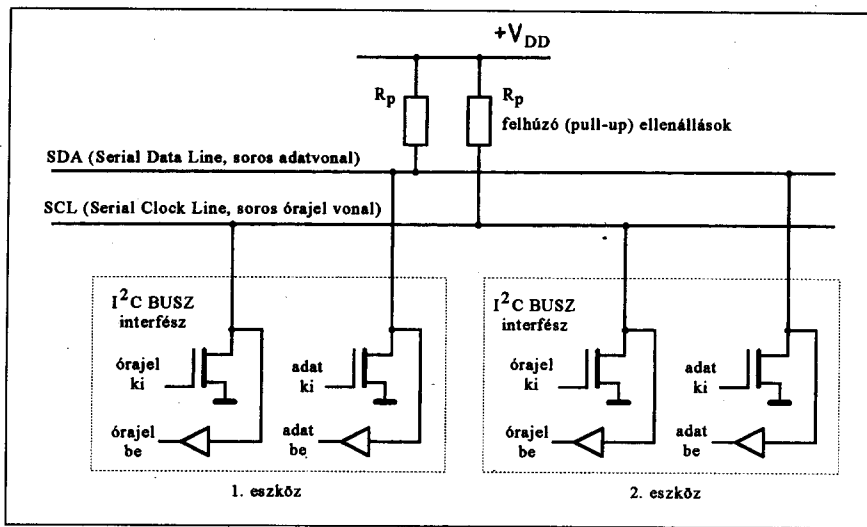 +V_DD
R_p
R_p
felhúzó (pull-up) ellenállások
SDA (Serial Data Line, soros adatvonal)
SCL (Serial Clock Line, soros órajel vonal)
I²C BUSZ
interfész
órajel
ki
adat
ki
órajel
be
adat
be
1. eszköz
I²C BUSZ
interfész
órajel
ki
adat
ki
órajel
be
adat
be
2. eszköz